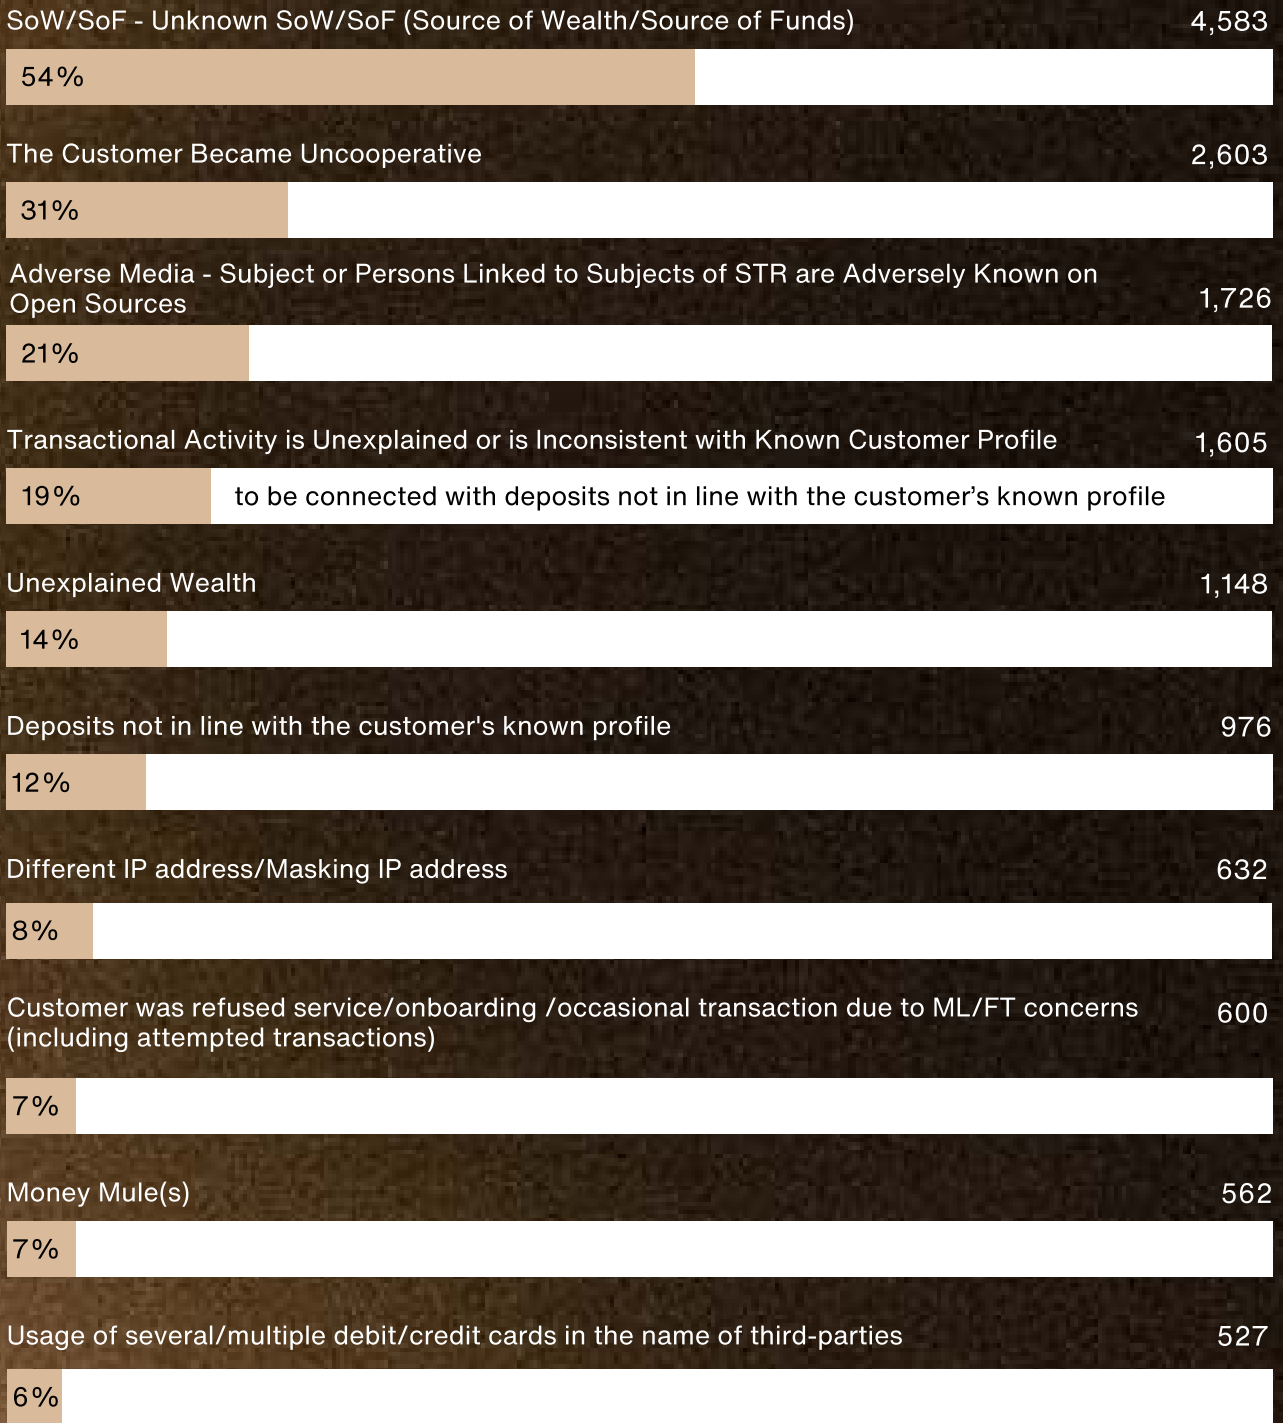 SoW/SoF - Unknown SoW/SoF (Source of Wealth/Source of Funds) 4,583
54%
The Customer Became Uncooperative 2,603
31%
Adverse Media - Subject or Persons Linked to Subjects of STR are Adversely Known on
Open Sources 1,726
21%
Transactional Activity is Unexplained or is Inconsistent with Known Customer Profile 1,605
19% to be connected with deposits not in line with the customer’s known profile
Unexplained Wealth 1,148
14%
Deposits not in line with the customer's known profile 976
12%
Different IP address/Masking IP address 632
8%
Customer was refused service/onboarding /occasional transaction due to ML/FT concerns 600
(including attempted transactions)
7%
Money Mule(s) 562
7%
Usage of several/multiple debit/credit cards in the name of third-parties 527
6%